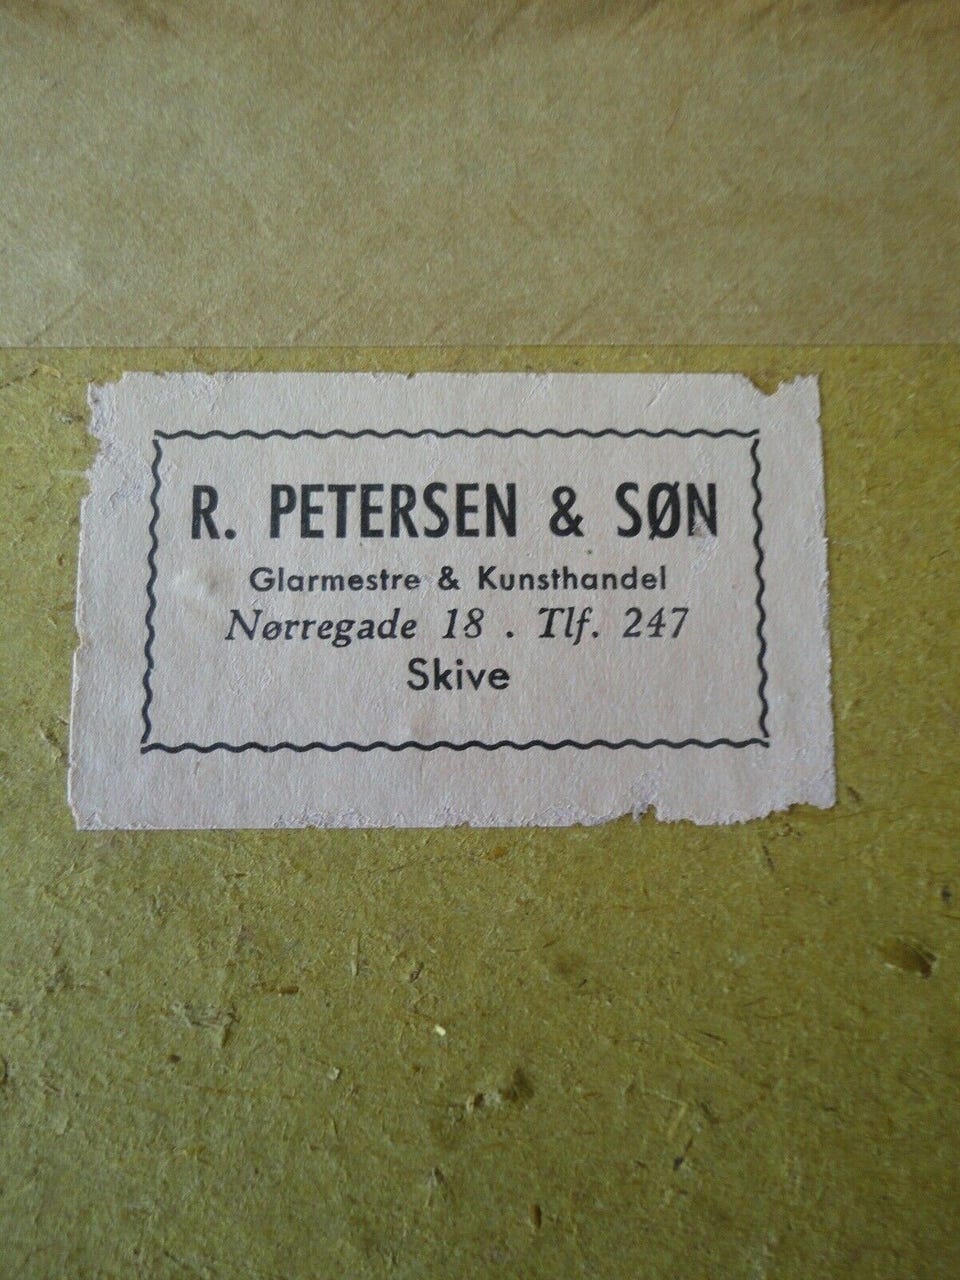 R. PETERSEN & SØN
Glarmestre & Kunsthandel
Nørregade 18 . Tlf. 247
Skive